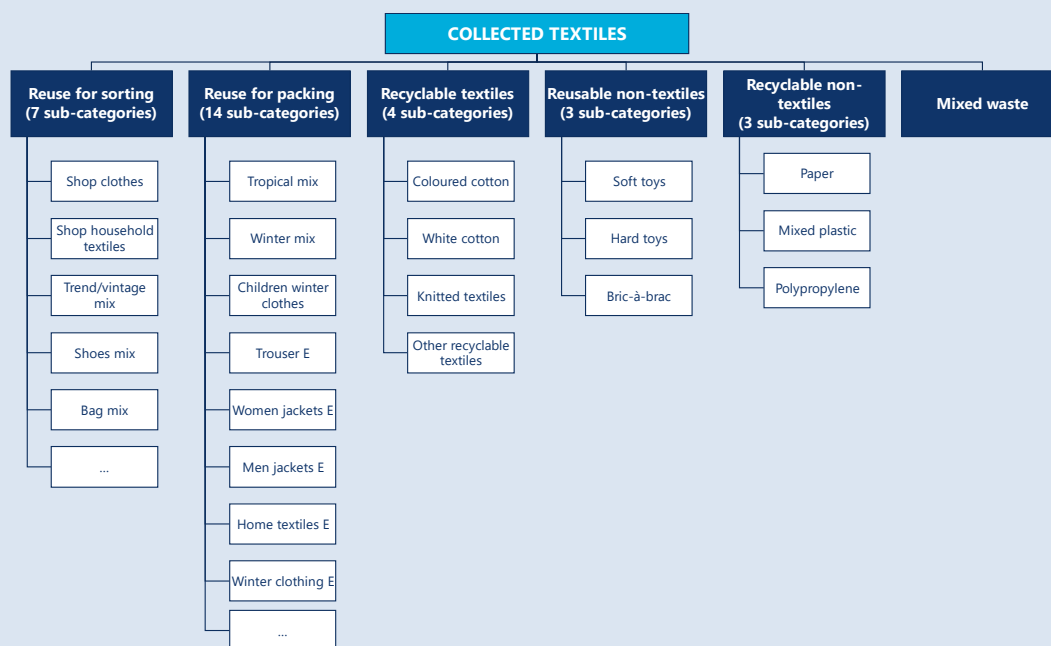 COLLECTED TEXTILES
Reuse for sorting
(7 sub-categories)
Shop clothes
Shop household
textiles
Trend/vintage
mix
Shoes mix
Bag mix
...
Reuse for packing
(14 sub-categories)
Tropical mix
Winter mix
Children winter
clothes
Trouser E
Women jackets E
Men jackets E
Home textiles E
Winter clothing E
...
Recyclable textiles
(4 sub-categories)
Coloured cotton
White cotton
Knitted textiles
Other recyclable
textiles
Reusable non-textiles
(3 sub-categories)
Soft toys
Hard toys
Bric-à-brac
Recyclable non-
textiles
(3 sub-categories)
Paper
Mixed plastic
Polypropylene
Mixed waste